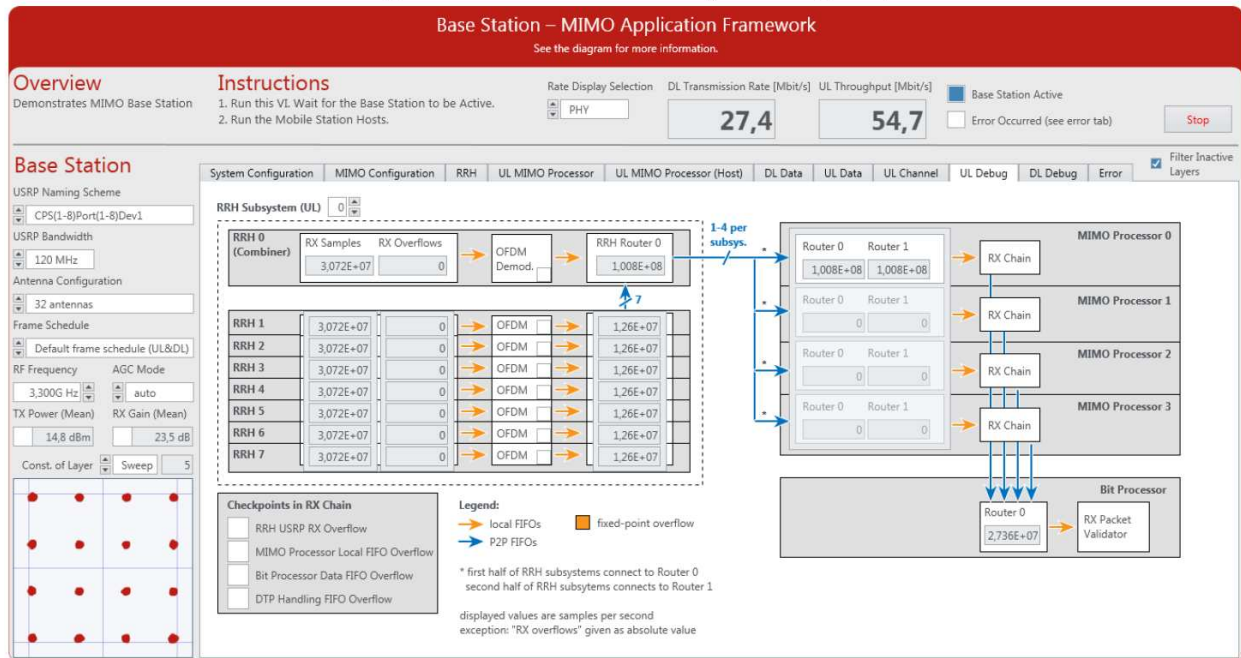 Base Station – MIMO Application Framework
See the diagram for more information.
Overview
Demonstrates MIMO Base Station
Instructions
1. Run this VI. Wait for the Base Station to be Active.
2. Run the Mobile Station Hosts.
Rate Display Selection
PHY
DL Transmission Rate [Mbit/s]
27,4
UL Throughput [Mbit/s]
54,7
Base Station Active
Error Occurred (see error tab)
Stop
Base Station
USRP Naming Scheme
CPS(1-8)Port(1-8)Dev1
USRP Bandwidth
120 MHz
Antenna Configuration
32 antennas
Frame Schedule
Default frame schedule (UL&DL)
RF Frequency AGC Mode
3,300G Hz auto
TX Power (Mean) RX Gain (Mean)
14,8 dBm 23,5 dB
Const. of Layer Sweep 5
System Configuration MIMO Configuration RRH UL MIMO Processor UL MIMO Processor (Host) DL Data UL Data UL Channel UL Debug DL Debug Error
Filter Inactive
Layers
RRH Subsystem (UL) 0
RRH 0
(Combiner)
RX Samples RX Overflows
3,072E+07 0
OFDM
Demod.
RRH Router 0
1,008E+08
7
RRH 1 3,072E+07 0 OFDM 1,26E+07
RRH 2 3,072E+07 0 OFDM 1,26E+07
RRH 3 3,072E+07 0 OFDM 1,26E+07
RRH 4 3,072E+07 0 OFDM 1,26E+07
RRH 5 3,072E+07 0 OFDM 1,26E+07
RRH 6 3,072E+07 0 OFDM 1,26E+07
RRH 7 3,072E+07 0 OFDM 1,26E+07
1-4 per
subsys.
*
*
*
*
MIMO Processor 0
Router 0 Router 1
1,008E+08 1,008E+08
RX Chain
MIMO Processor 1
Router 0 Router 1
0 0
RX Chain
MIMO Processor 2
Router 0 Router 1
0 0
RX Chain
MIMO Processor 3
Router 0 Router 1
0 0
RX Chain
Bit Processor
Router 0
2,736E+07
RX Packet
Validator
Checkpoints in RX Chain
RRH USRP RX Overflow
MIMO Processor Local FIFO Overflow
Bit Processor Data FIFO Overflow
DTP Handling FIFO Overflow
Legend:
local FIFOs fixed-point overflow
P2P FIFOs
* first half of RRH subsystems connect to Router 0
second half of RRH subsytems connects to Router 1
displayed values are samples per second
exception: "RX overflows" given as absolute value